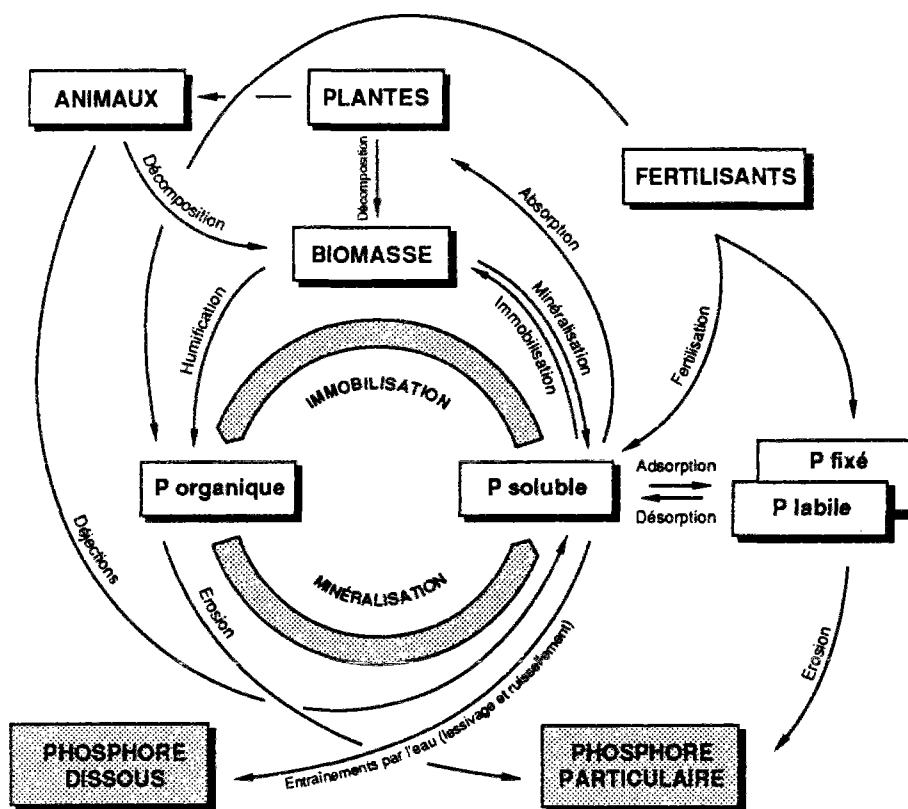 ANIMAUX
PLANTES
FERTILISANTS
Décomposition
Décomposition
Absorption
BIOMASSE
Humification
Minéralisation
Immobilisation
Fertilisation
IMMOBILISATION
P organique
P soluble
Adsorption
Désorption
P fixé
P labile
MINÉRALISATION
Déjections
Erosion
Entraînements par l'eau (lessivage et ruissellement)
Erosion
PHOSPHORE
DISSOUS
PHOSPHORE
PARTICULAIRE